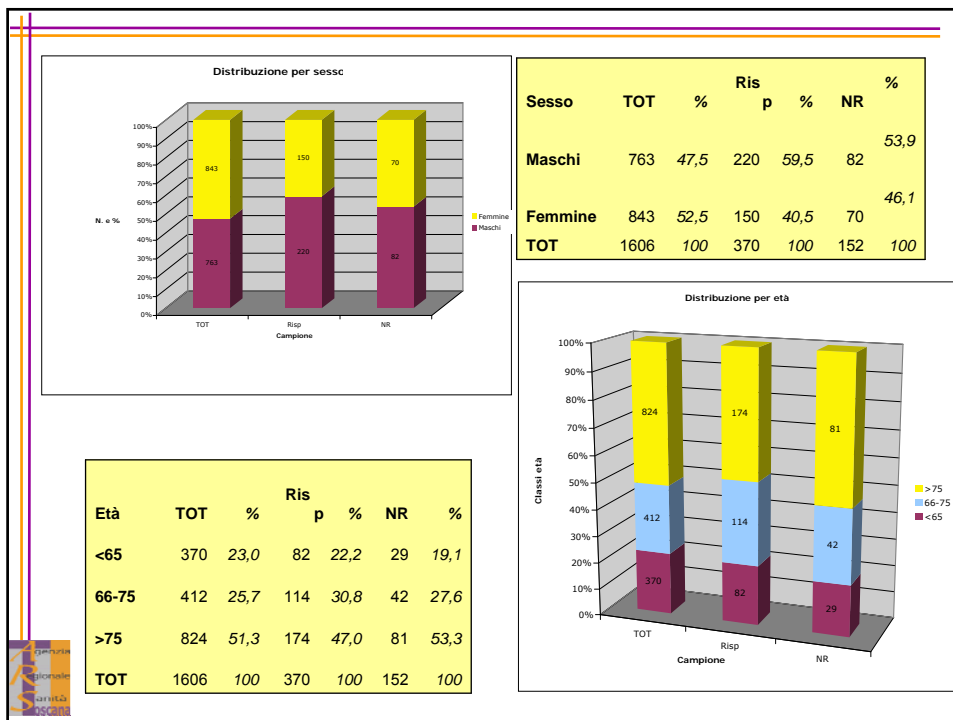 Distribuzione per sesso
100%
90%
80%
70%
60%
50%
40%
30%
20%
10%
0%
N. e %
843
150
70
763
220
82
TOT
Risp
NR
Campione
Femmine
Maschi
Sesso TOT % Ris p % NR %
Maschi 763 47,5 220 59,5 82 53,9
Femmine 843 52,5 150 40,5 70 46,1
TOT 1606 100 370 100 152 100
Distribuzione per età
100%
90%
80%
70%
60%
50%
40%
30%
20%
10%
0%
Classi età
824
174
81
412
114
42
370
82
29
TOT
Risp
NR
Campione
>75
66-75
<65
Età TOT % Ris p % NR %
<65 370 23,0 82 22,2 29 19,1
66-75 412 25,7 114 30,8 42 27,6
>75 824 51,3 174 47,0 81 53,3
TOT 1606 100 370 100 152 100
Agenzia
Regionale
Sanità
Toscana